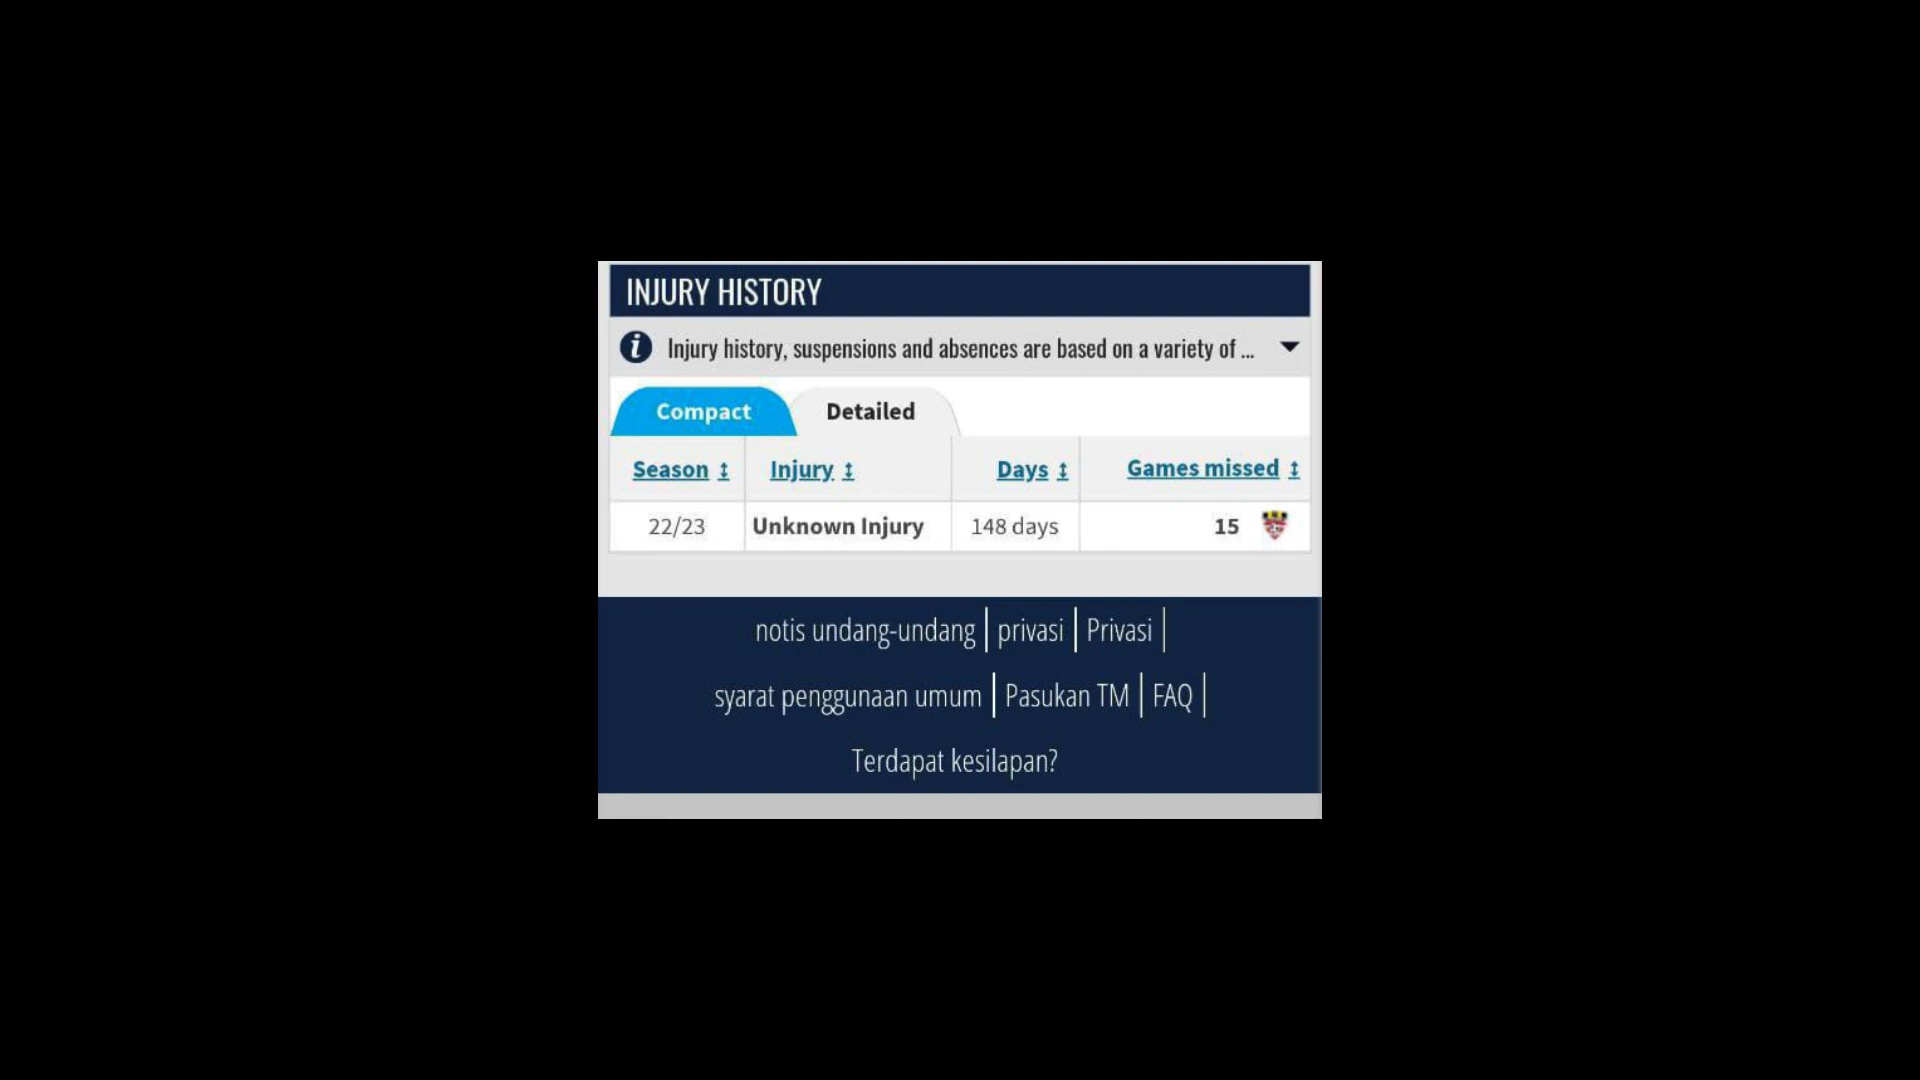 INJURY HISTORY
i Injury history, suspensions and absences are based on a variety of ...
Compact Detailed
Season Injury Days Games missed
22/23 Unknown Injury 148 days 15
notis undang-undang | privasi | Privasi |
syarat penggunaan umum | Pasukan TM | FAQ |
Terdapat kesilapan?